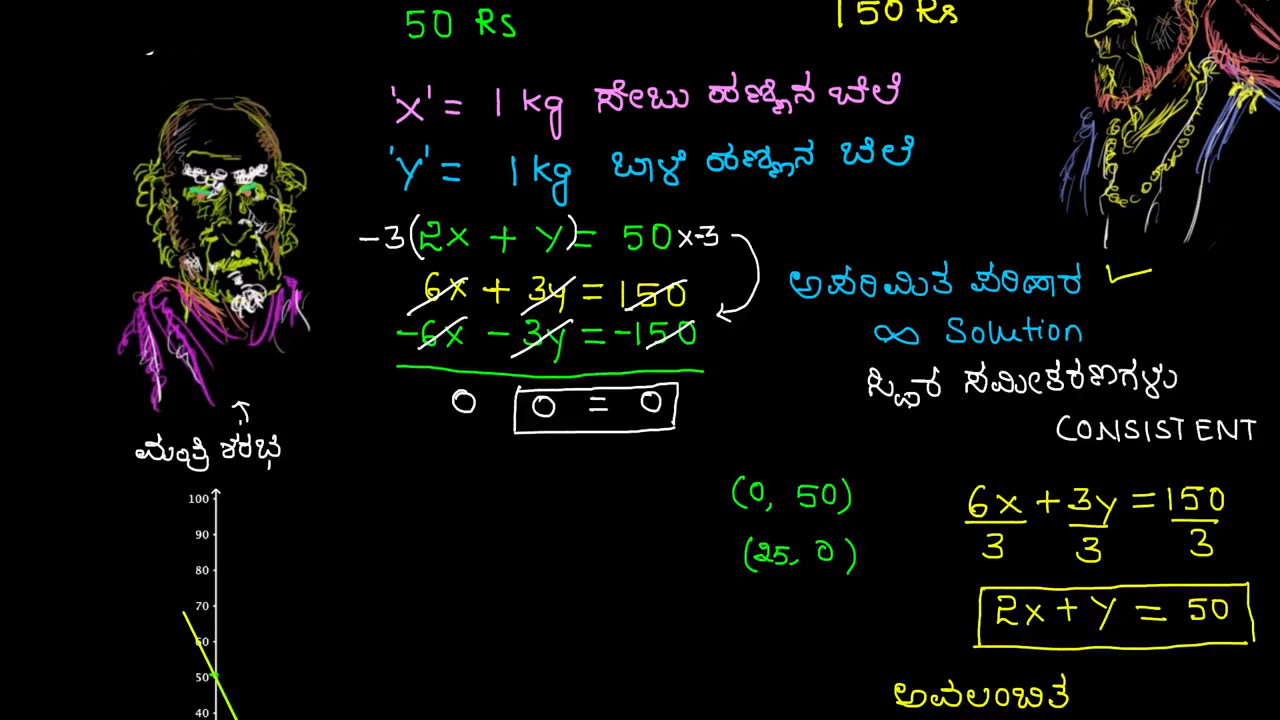 50 Rs
150 Rs
'x' = 1 kg ಸೇಬು ಹಣ್ಣಿನ ಬೆಲೆ
'y' = 1 kg ಬಾಳೆ ಹಣ್ಣಿನ ಬೆಲೆ
-3(2x + y) = 50x-3
6x + 3y = 150
-6x - 3y = -150
0 0 = 0
ಅಪರಿಮಿತ ಪರಿಹಾರ ✓
∞ Solution
ಸ್ಥಿರ ಸಮೀಕರಣಗಳು
CONSISTENT
ಮಂತ್ರಿ ಶರಭ
(0, 50)
(25, 0)
6x + 3y = 150
3 3 3
2x + y = 50
ಅವಲಂಬಿತ
100
90
80
70
60
50
40